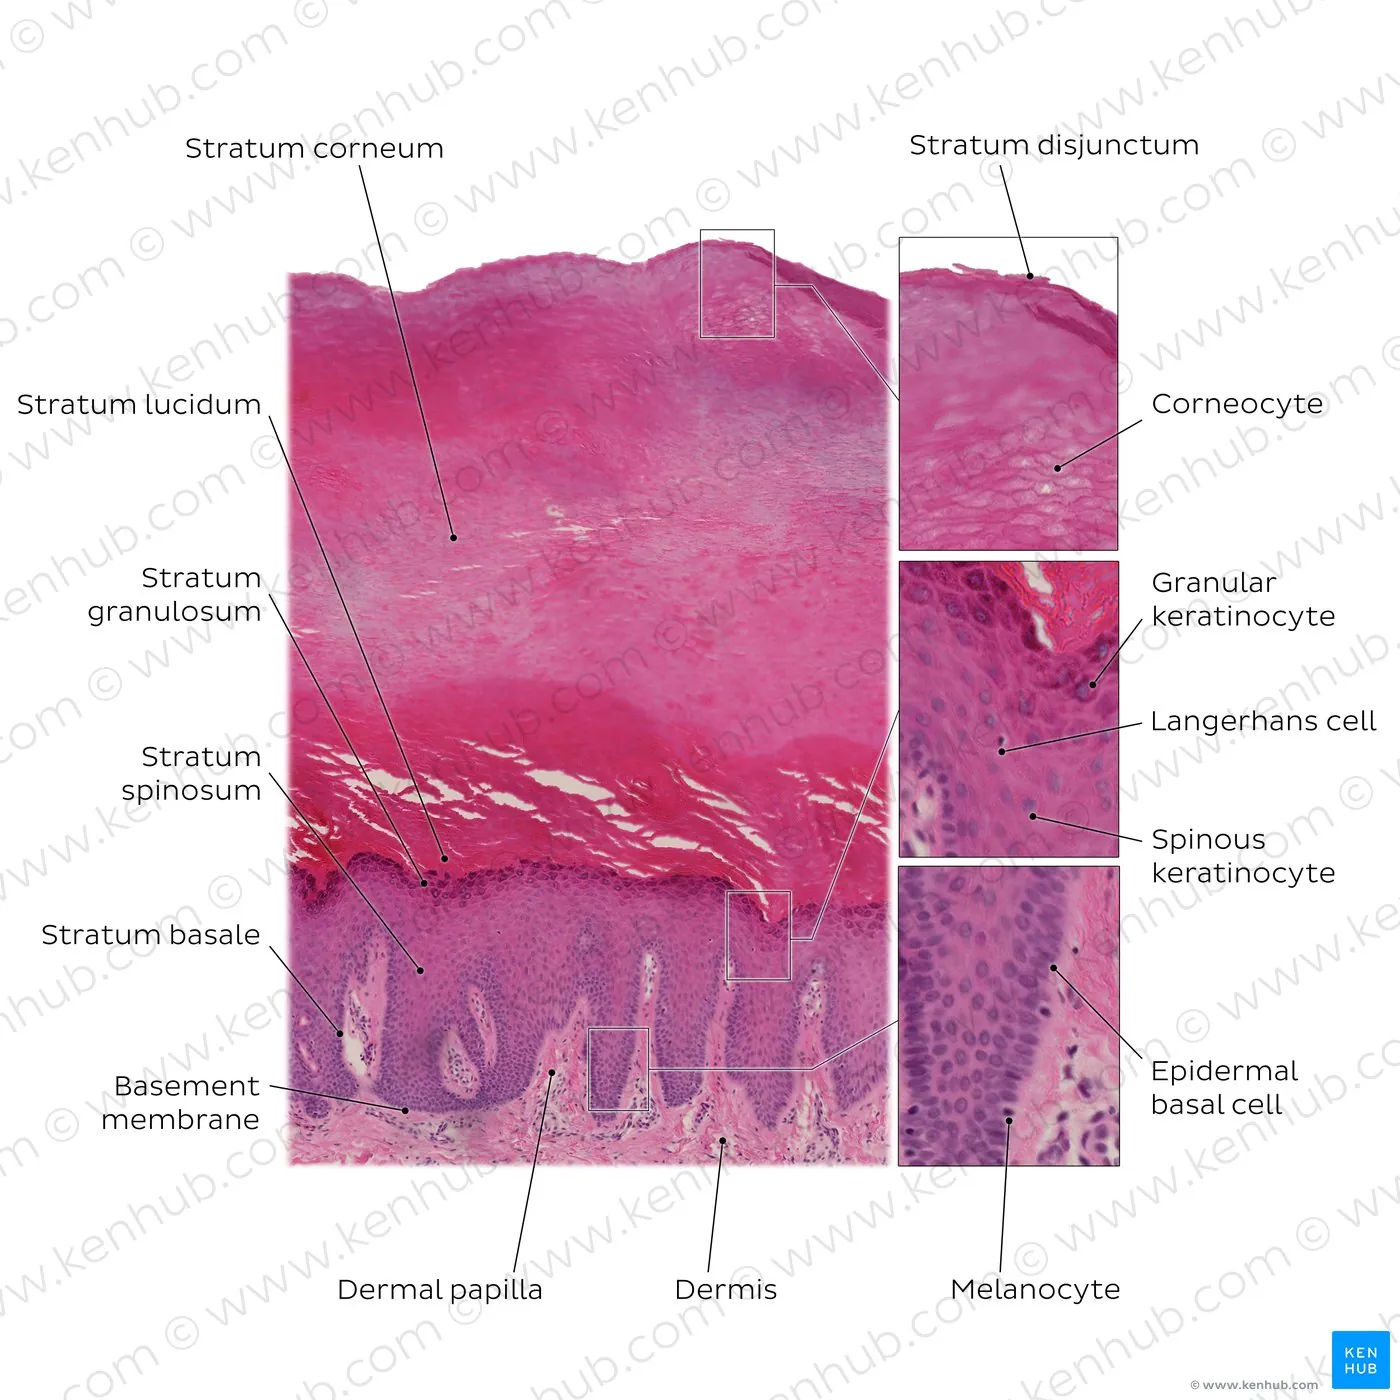 Stratum corneum
Stratum disjunctum
Stratum lucidum
Corneocyte
Stratum
granulosum
Granular
keratinocyte
Langerhans cell
Stratum
spinosum
Spinous
keratinocyte
Stratum basale
Basement
membrane
Epidermal
basal cell
Dermal papilla
Dermis
Melanocyte
KEN
HUB
© www.kenhub.com